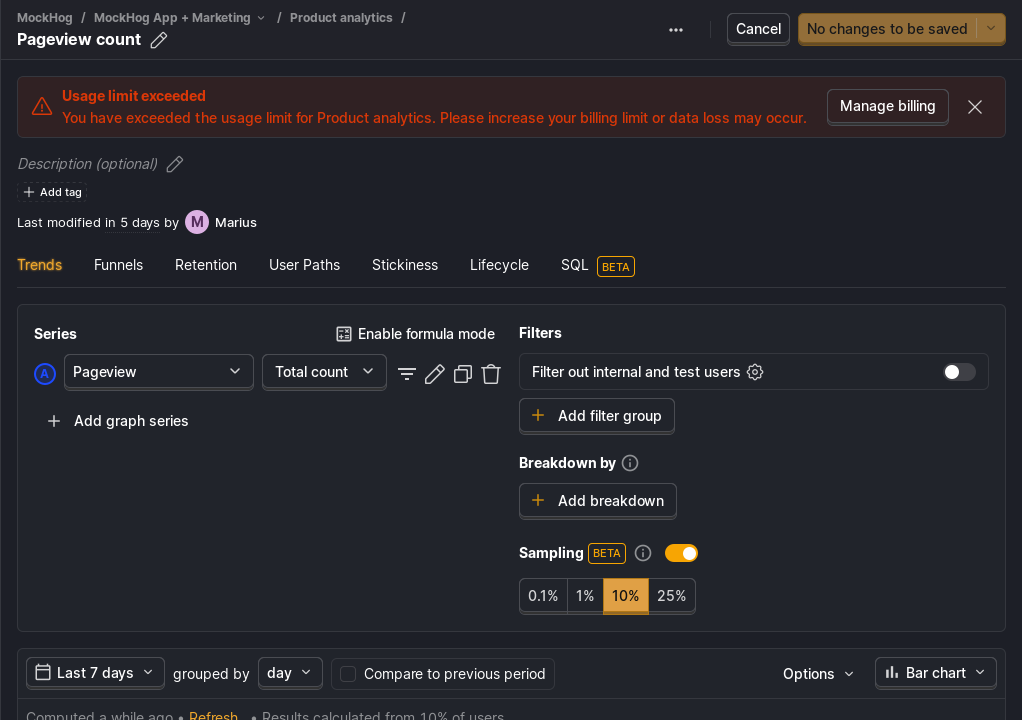 MockHog / MockHog App + Marketing / Product analytics /
Pageview count
Cancel
No changes to be saved
Usage limit exceeded
You have exceeded the usage limit for Product analytics. Please increase your billing limit or data loss may occur.
Manage billing
Description (optional)
Add tag
Last modified in 5 days by M Marius
Trends Funnels Retention User Paths Stickiness Lifecycle SQL BETA
Series
Enable formula mode
A Pageview Total count
Add graph series
Filters
Filter out internal and test users
Add filter group
Breakdown by
Add breakdown
Sampling BETA
0.1% 1% 10% 25%
Last 7 days grouped by day Compare to previous period Options Bar chart
Computed a while ago • Refresh • Results calculated from 10% of users